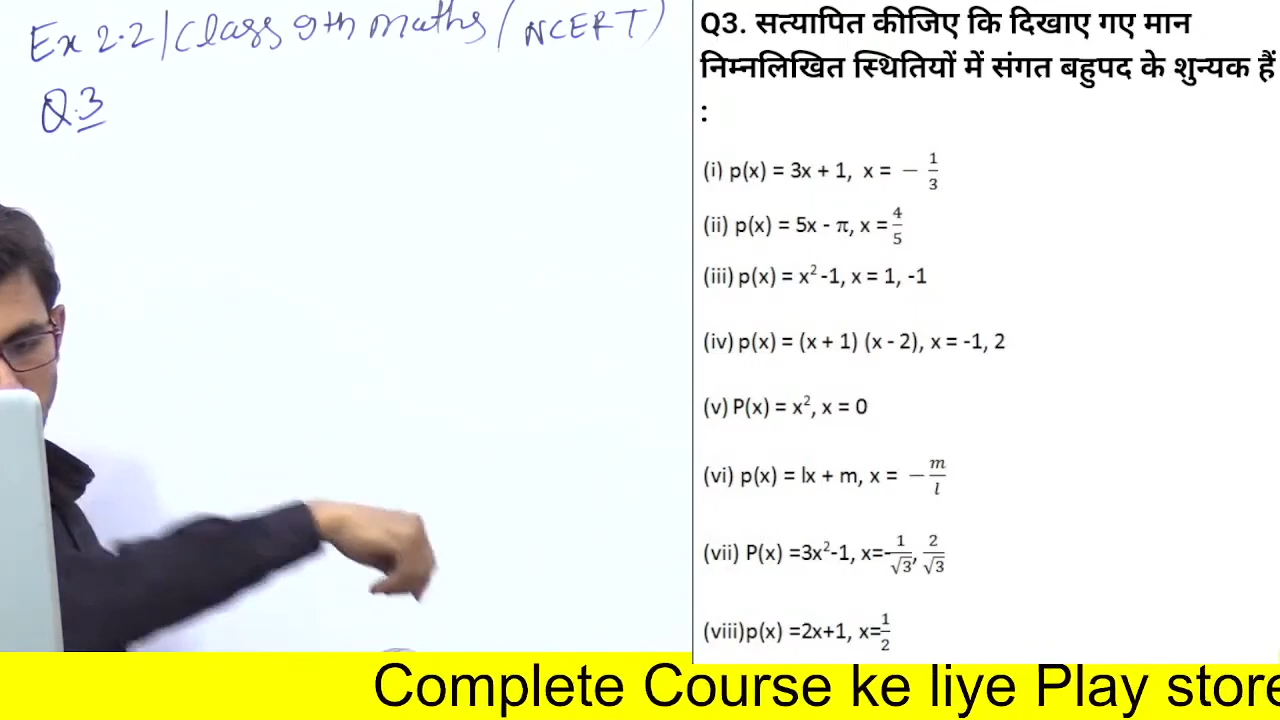 Ex 2.2/Class 9th Maths (NCERT)
Q.3
Q3. सत्यापित कीजिए कि दिखाए गए मान
निम्नलिखित स्थितियों में संगत बहुपद के शुन्यक हैं
:
(i) p(x) = 3x + 1, x = - 1/3
(ii) p(x) = 5x - π, x = 4/5
(iii) p(x) = x² -1, x = 1, -1
(iv) p(x) = (x + 1) (x - 2), x = -1, 2
(v) P(x) = x², x = 0
(vi) p(x) = lx + m, x = - m/l
(vii) P(x) =3x²-1, x=-1/√3, 2/√3
(viii)p(x) =2x+1, x=1/2
Complete Course ke liye Play store